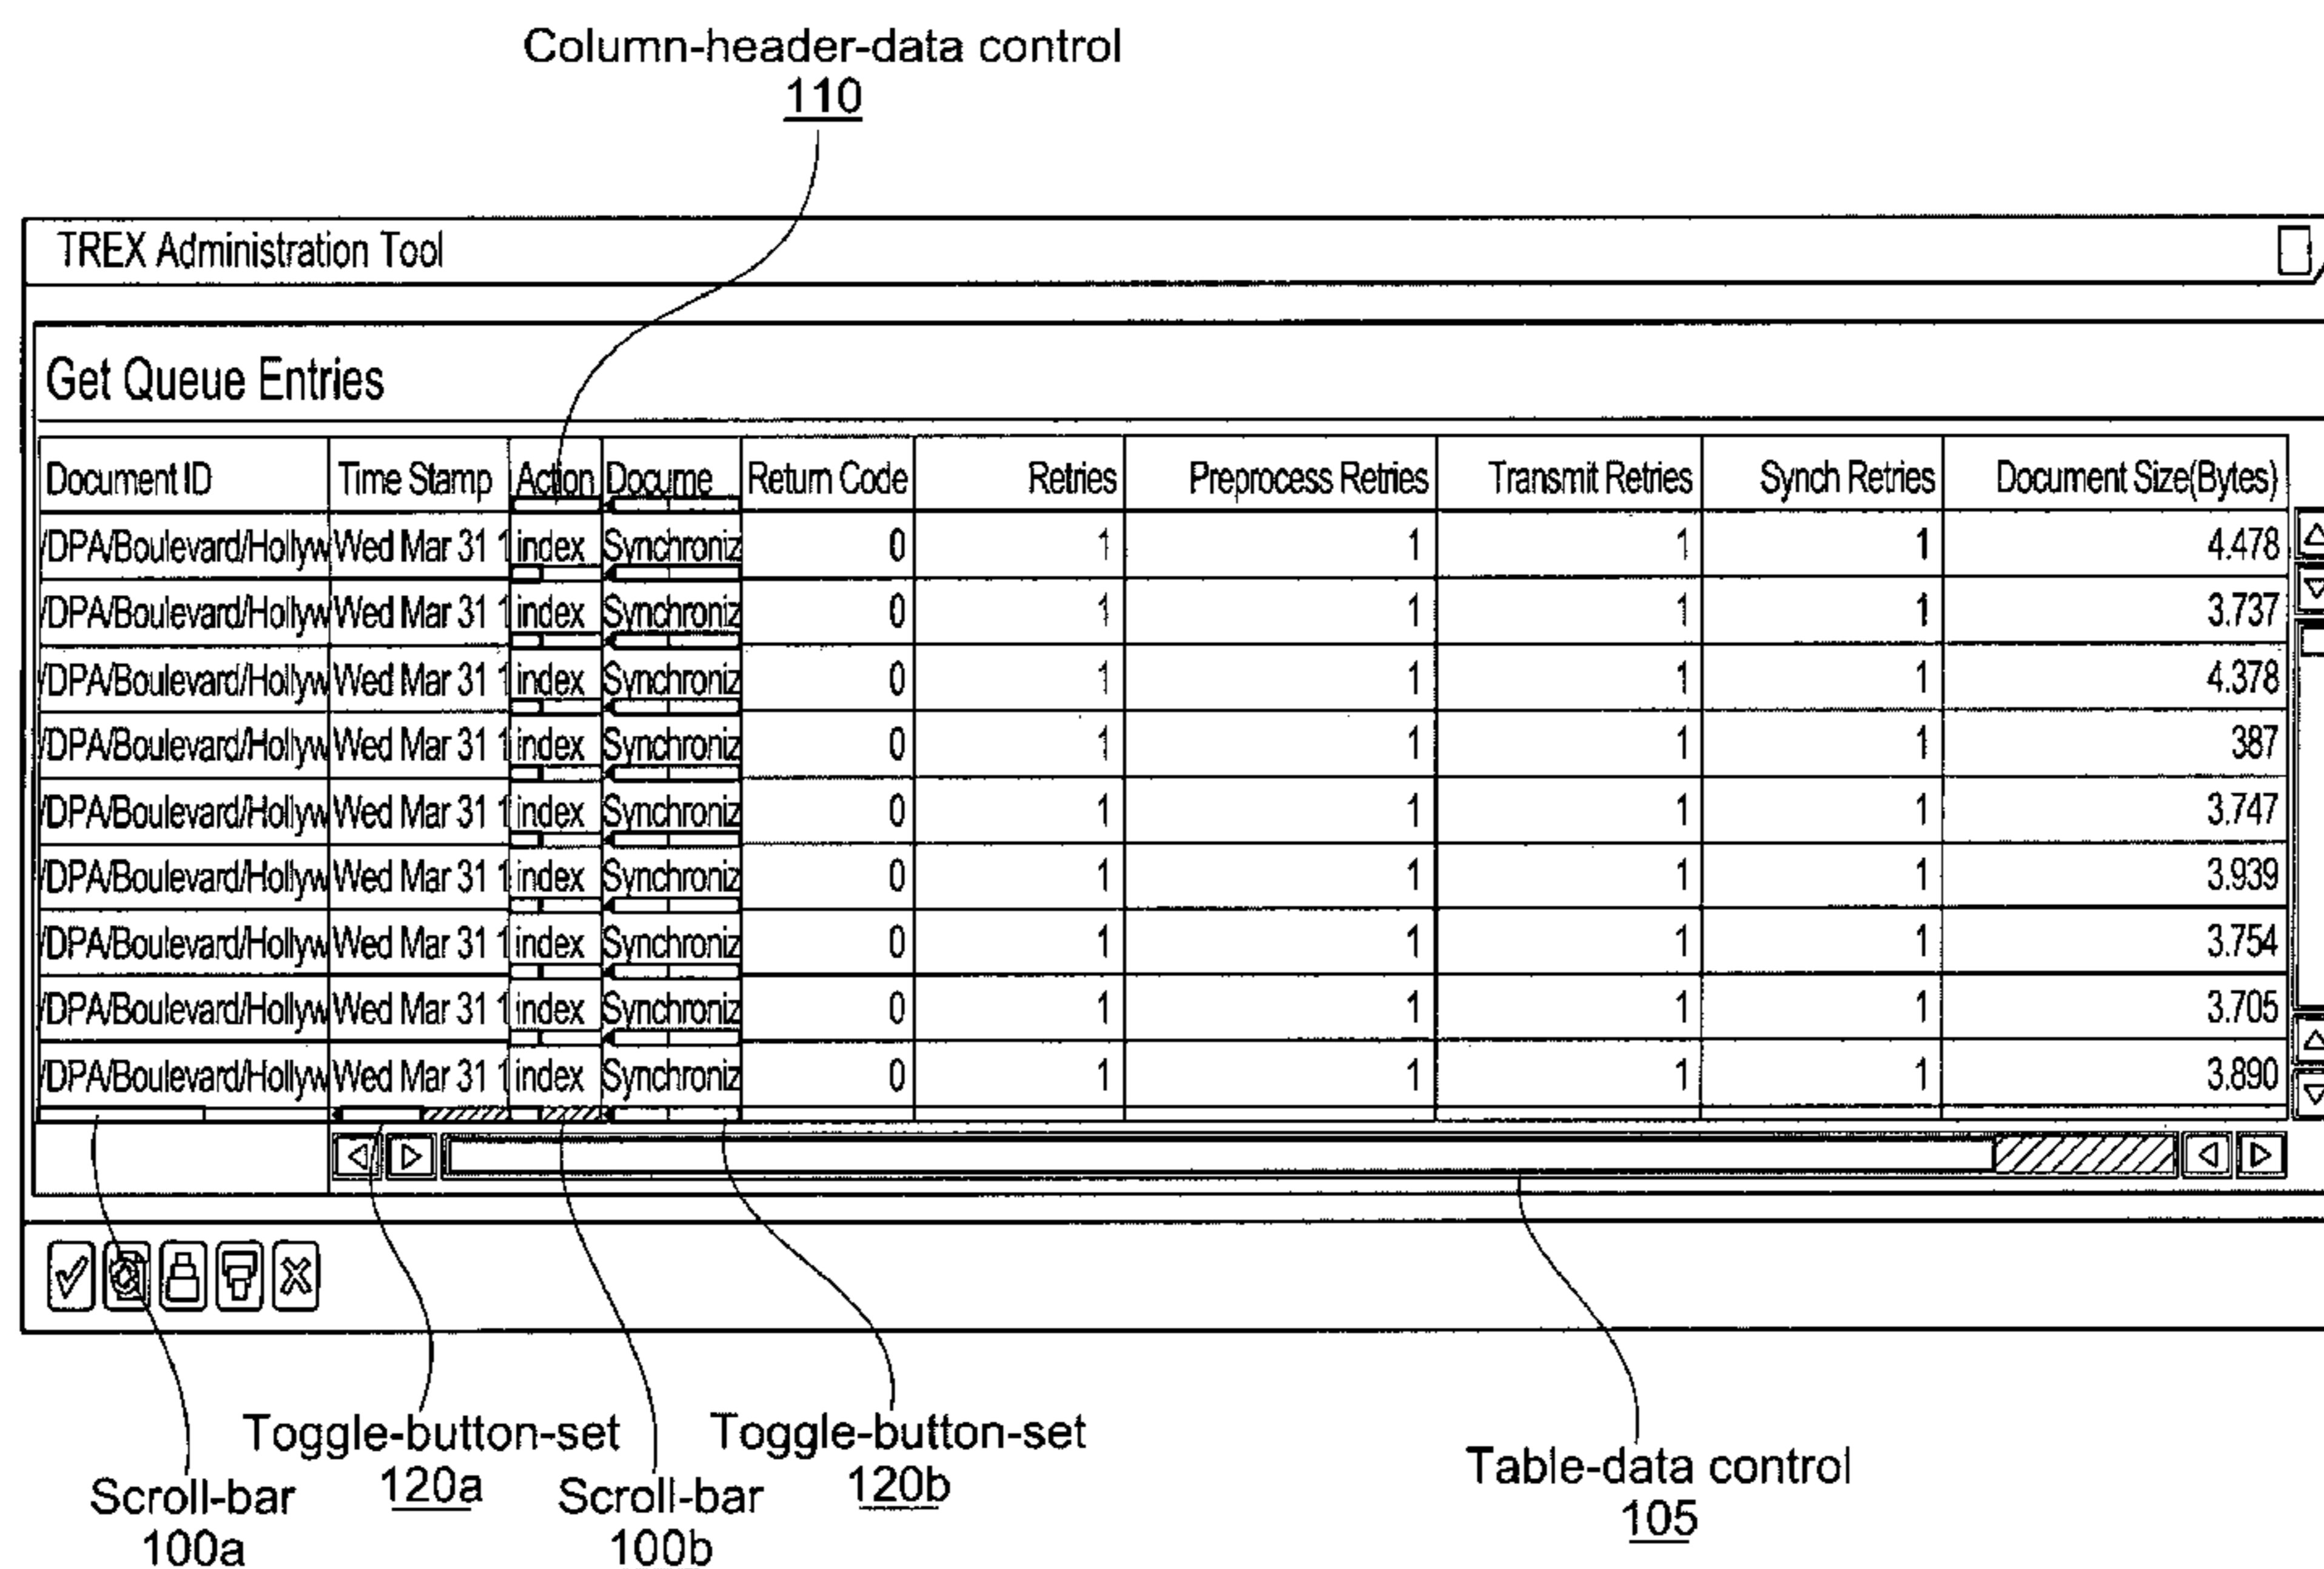 Column-header-data control
110
TREX Administration Tool
Get Queue Entries
Document ID Time Stamp Action Docume Return Code Retries Preprocess Retries Transmit Retries Synch Retries Document Size(Bytes)
/DPA/Boulevard/Hollyw Wed Mar 31 1 index Synchroniz 0 1 1 1 1 4.478
/DPA/Boulevard/Hollyw Wed Mar 31 1 index Synchroniz 0 1 1 1 1 3.737
/DPA/Boulevard/Hollyw Wed Mar 31 1 index Synchroniz 0 1 1 1 1 4.378
/DPA/Boulevard/Hollyw Wed Mar 31 1 index Synchroniz 0 1 1 1 1 387
/DPA/Boulevard/Hollyw Wed Mar 31 1 index Synchroniz 0 1 1 1 1 3.747
/DPA/Boulevard/Hollyw Wed Mar 31 1 index Synchroniz 0 1 1 1 1 3.939
/DPA/Boulevard/Hollyw Wed Mar 31 1 index Synchroniz 0 1 1 1 1 3.754
/DPA/Boulevard/Hollyw Wed Mar 31 1 index Synchroniz 0 1 1 1 1 3.705
/DPA/Boulevard/Hollyw Wed Mar 31 1 index Synchroniz 0 1 1 1 1 3.890
Toggle-button-set
120a
Toggle-button-set
120b
Table-data control
105
Scroll-bar
100a
Scroll-bar
100b